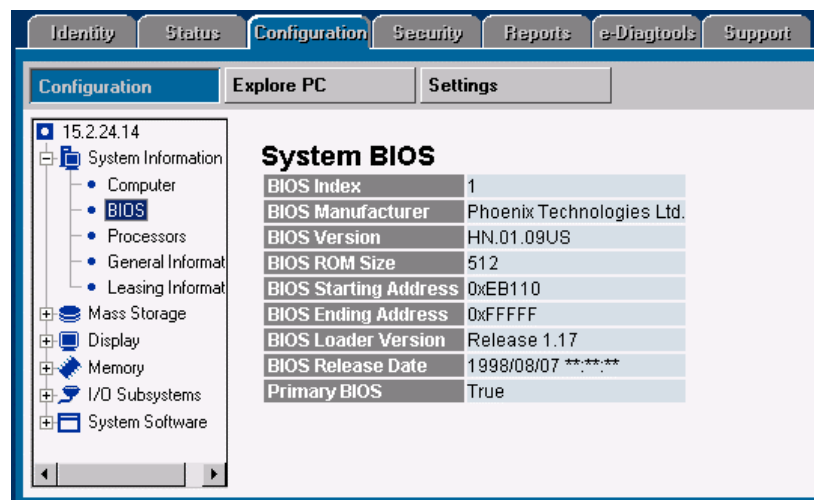 Identity Status Configuration Security Reports e-Diagtools Support
Configuration Explore PC Settings
15.2.24.14
System Information
Computer
BIOS
Processors
General Informat
Leasing Informat
Mass Storage
Display
Memory
I/O Subsystems
System Software
System BIOS
BIOS Index 1
BIOS Manufacturer Phoenix Technologies Ltd.
BIOS Version HN.01.09US
BIOS ROM Size 512
BIOS Starting Address 0xEB110
BIOS Ending Address 0xFFFFF
BIOS Loader Version Release 1.17
BIOS Release Date 1998/08/07 **:**:**
Primary BIOS True